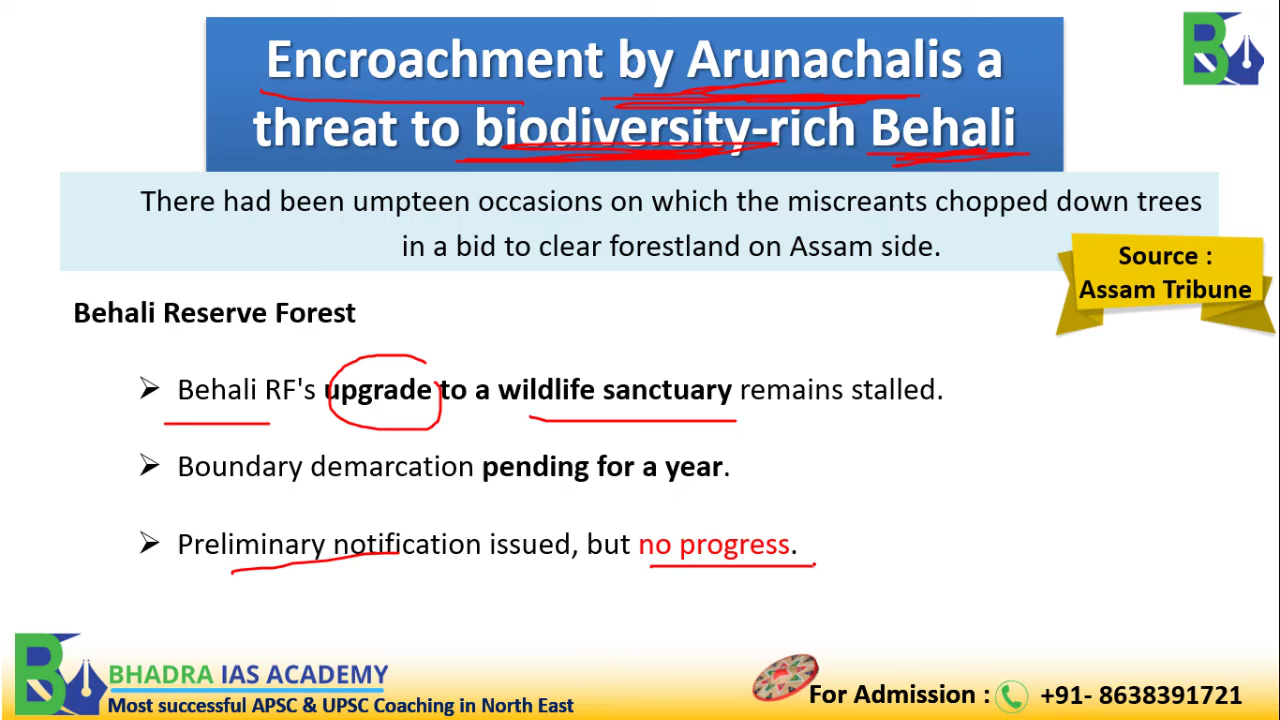 Encroachment by Arunachalis a
threat to biodiversity-rich Behali
There had been umpteen occasions on which the miscreants chopped down trees
in a bid to clear forestland on Assam side.
Source :
Assam Tribune
Behali Reserve Forest
➢ Behali RF's upgrade to a wildlife sanctuary remains stalled.
➢ Boundary demarcation pending for a year.
➢ Preliminary notification issued, but no progress.
BHADRA IAS ACADEMY
Most successful APSC & UPSC Coaching in North East
For Admission : +91- 8638391721